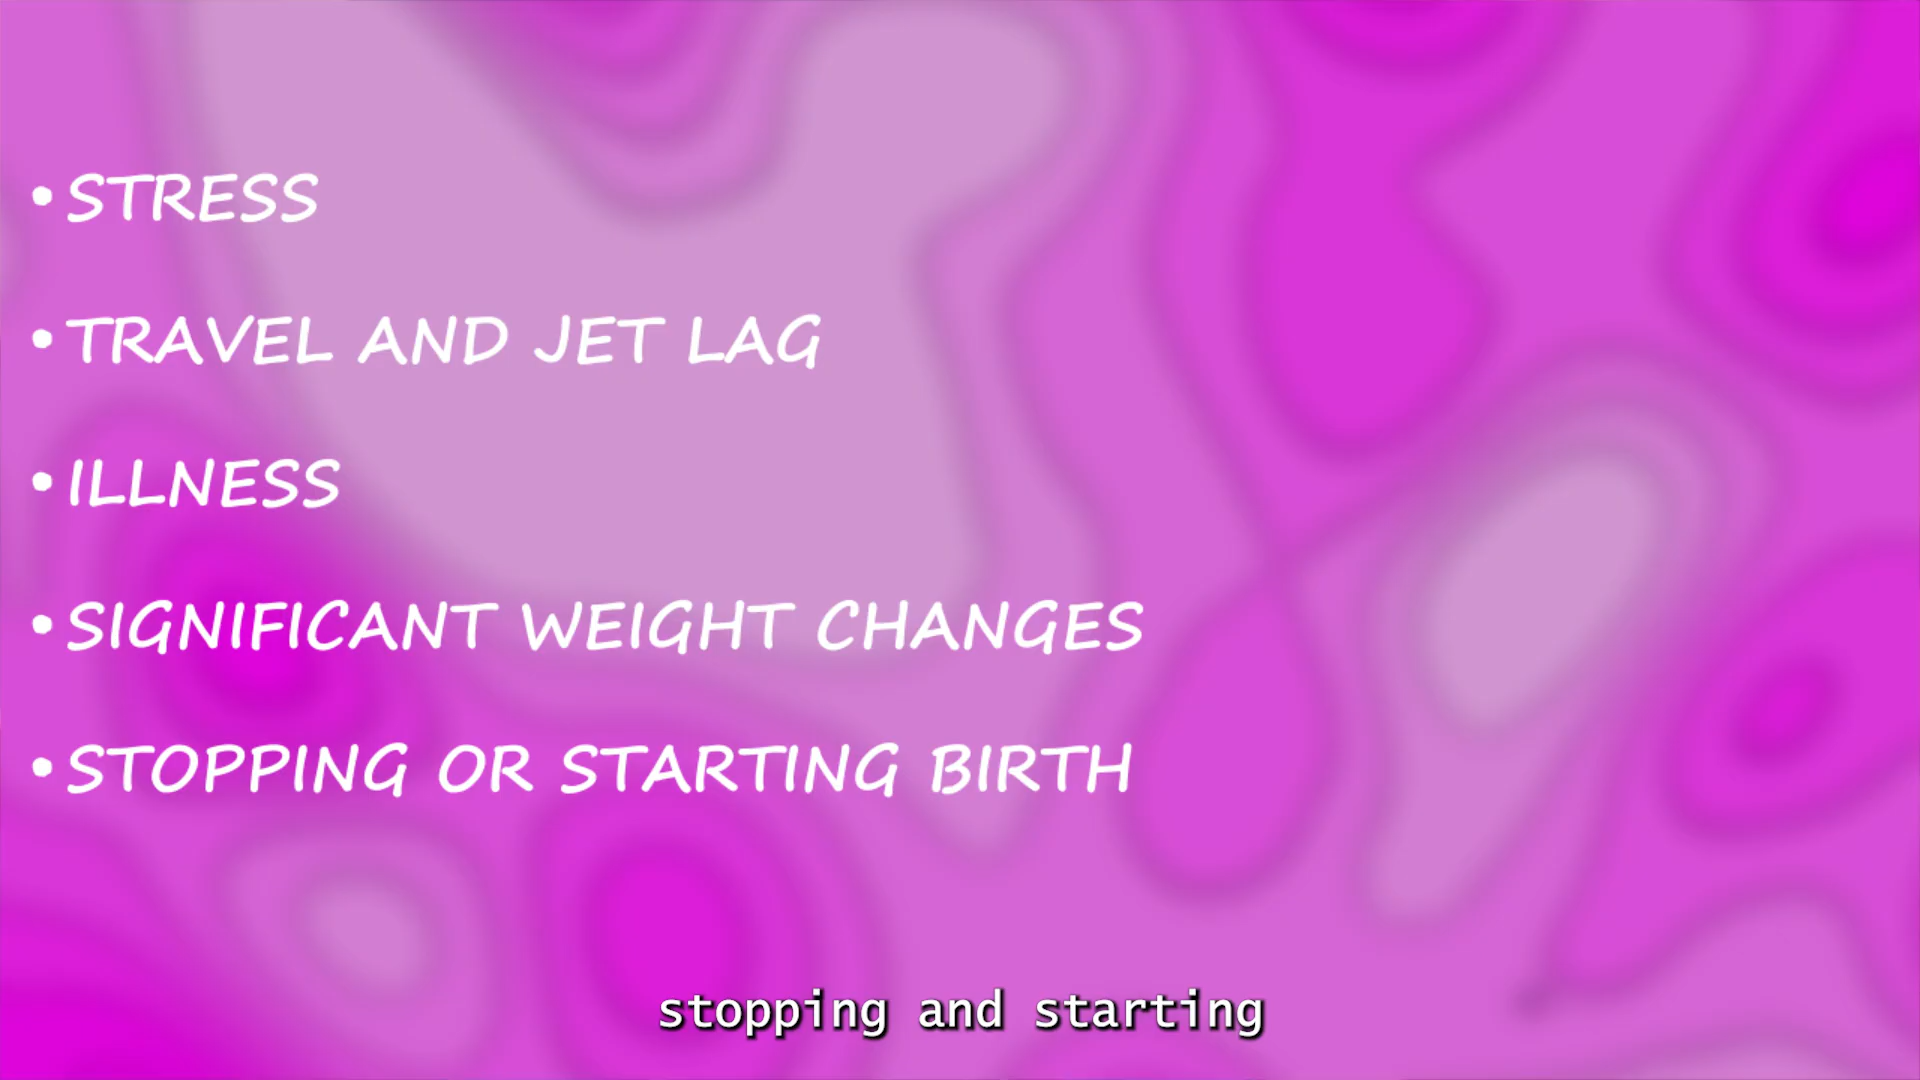 • STRESS
• TRAVEL AND JET LAG
• ILLNESS
• SIGNIFICANT WEIGHT CHANGES
• STOPPING OR STARTING BIRTH
stopping and starting